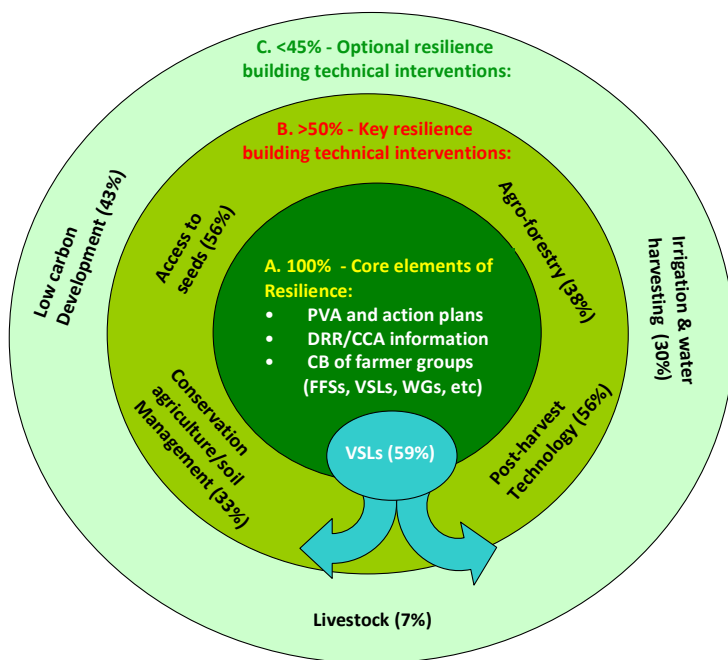 C. <45% - Optional resilience
building technical interventions:
B. >50% - Key resilience
building technical interventions:
Low carbon
Development (43%)
Access to
seeds (56%)
Agro-forestry (38%)
Irrigation & water
harvesting (30%)
A. 100% - Core elements of
Resilience:
• PVA and action plans
• DRR/CCA information
• CB of farmer groups
(FFSs, VSLs, WGs, etc)
Conservation
agriculture/soil
Management (33%)
VSLs (59%)
Post-harvest
Technology (56%)
Livestock (7%)